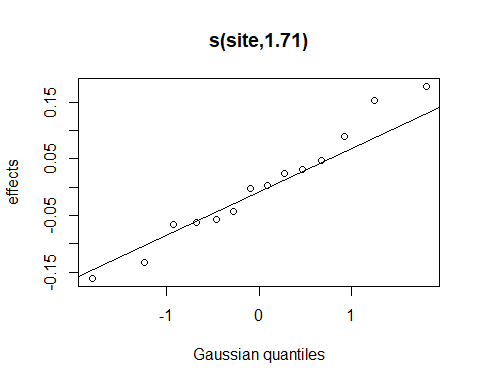 s(site,1.71)
effects
0.15
0.05
-0.05
-0.15
-1
0
1
Gaussian quantiles